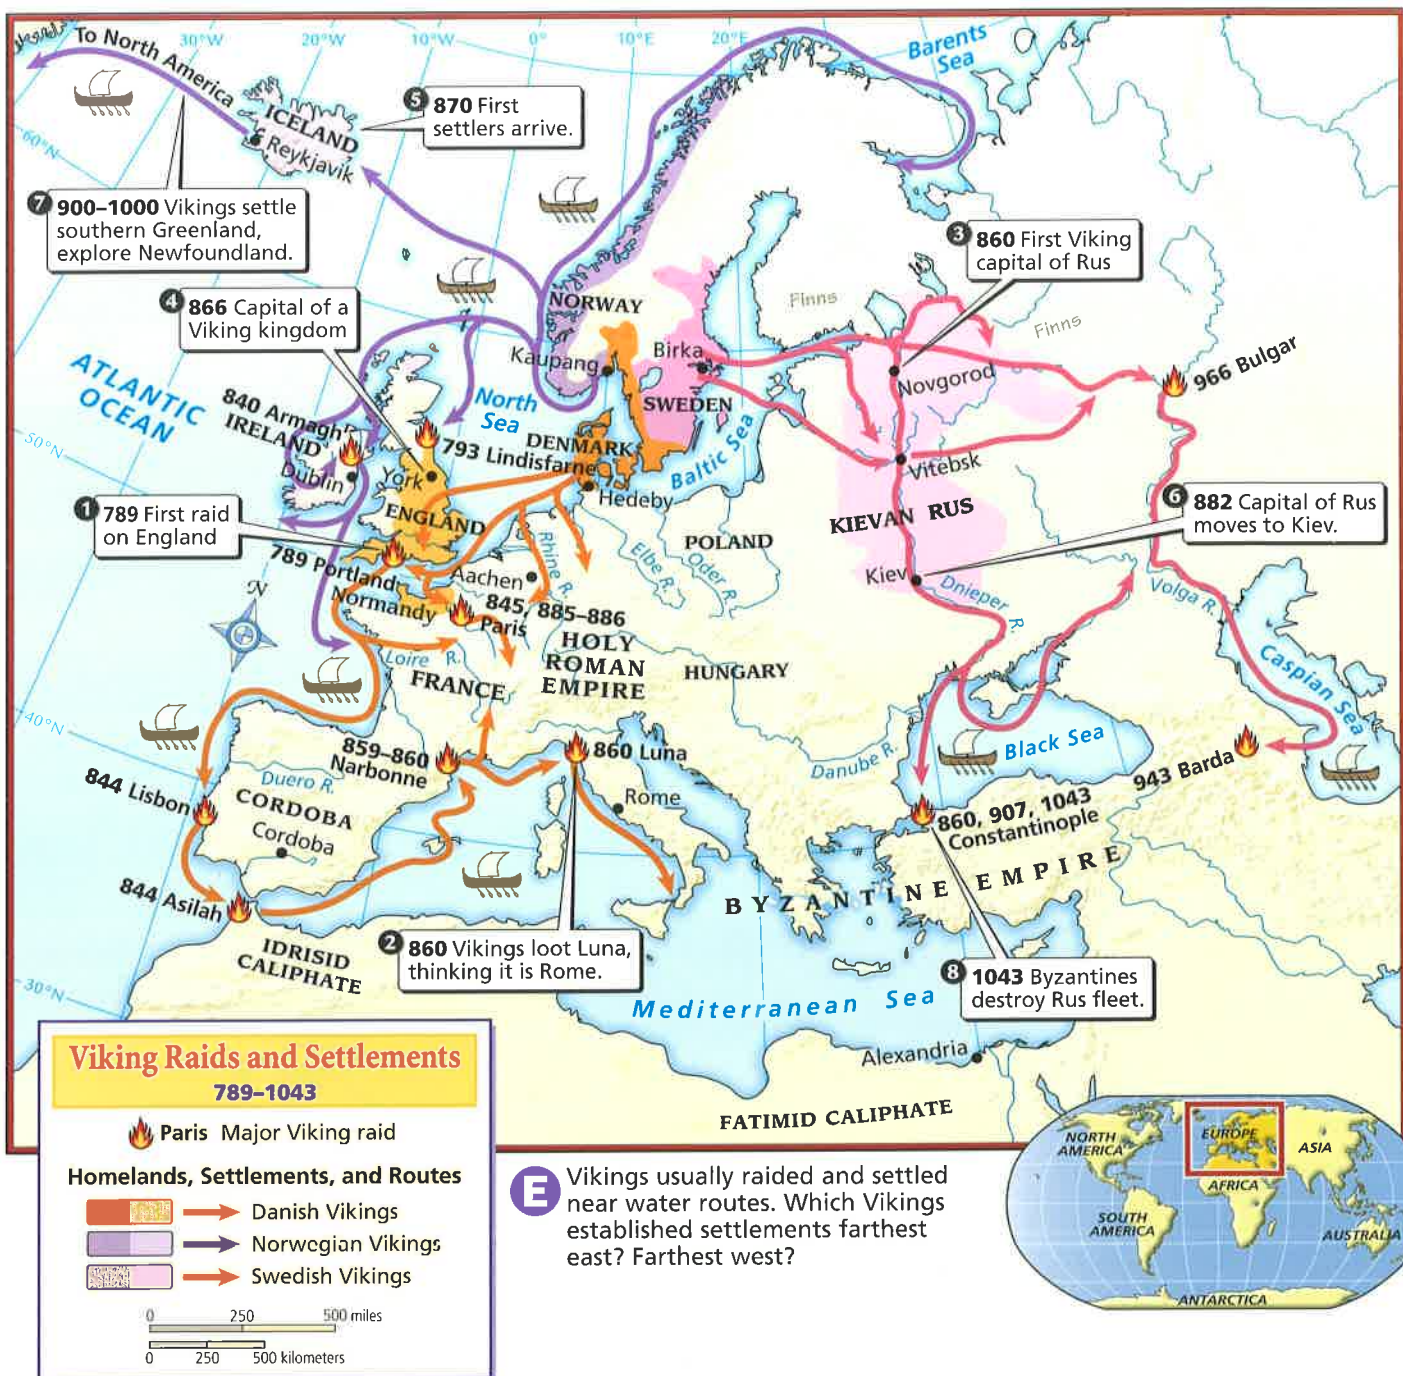 To North America
30°W
20°W
10°W
0°
10°E
20°E
Barents
Sea
60°N
ICELAND
Reykjavik
5 870 First
settlers arrive.
7 900–1000 Vikings settle
southern Greenland,
explore Newfoundland.
3 860 First Viking
capital of Rus
4 866 Capital of a
Viking kingdom
NORWAY
Finns
Finns
Kaupang
Birka
Novgorod
966 Bulgar
ATLANTIC
OCEAN
North
Sea
SWEDEN
840 Armagh
IRELAND
Dublin
50°N
793 Lindisfarne
DENMARK
Baltic Sea
York
Hedeby
Vitebsk
1 789 First raid
on England
ENGLAND
KIEVAN RUS
6 882 Capital of Rus
moves to Kiev.
789 Portland
Aachen
Rhine R.
Elbe R.
Oder R.
POLAND
Kiev
Dnieper R.
Volga R.
N
Normandy
845, 885–886
Paris
HOLY
ROMAN
EMPIRE
Loire R.
FRANCE
HUNGARY
Caspian Sea
40°N
859–860
Narbonne
860 Luna
Danube R.
Black Sea
943 Barda
844 Lisbon
Duero R.
CORDOBA
Cordoba
Rome
860, 907, 1043
Constantinople
BYZANTINE EMPIRE
844 Asilah
IDRISID
CALIPHATE
2 860 Vikings loot Luna,
thinking it is Rome.
8 1043 Byzantines
destroy Rus fleet.
30°N
Mediterranean Sea
Alexandria
FATIMID CALIPHATE
Viking Raids and Settlements
789–1043
Paris Major Viking raid
Homelands, Settlements, and Routes
Danish Vikings
Norwegian Vikings
Swedish Vikings
0 250 500 miles
0 250 500 kilometers
E Vikings usually raided and settled
near water routes. Which Vikings
established settlements farthest
east? Farthest west?
NORTH
AMERICA
EUROPE
ASIA
AFRICA
SOUTH
AMERICA
AUSTRALIA
ANTARCTICA